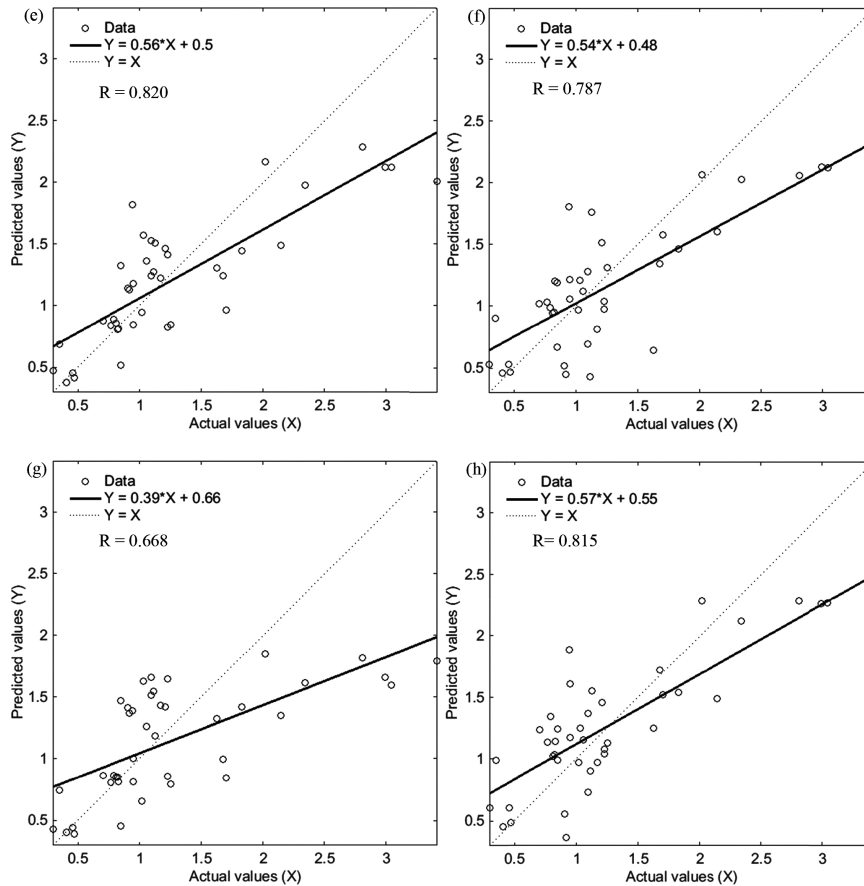 (e)
Data
Y = 0.56*X + 0.5
Y = X
R = 0.820
3
2.5
2
1.5
1
0.5
Predicted values (Y)
0.5 1 1.5 2 2.5 3
Actual values (X)
(f)
Data
Y = 0.54*X + 0.48
Y = X
R = 0.787
3
2.5
2
1.5
1
0.5
Predicted values (Y)
0.5 1 1.5 2 2.5 3
Actual values (X)
(g)
Data
Y = 0.39*X + 0.66
Y = X
R = 0.668
3
2.5
2
1.5
1
0.5
Predicted values (Y)
0.5 1 1.5 2 2.5 3
Actual values (X)
(h)
Data
Y = 0.57*X + 0.55
Y = X
R= 0.815
3
2.5
2
1.5
1
0.5
Predicted values (Y)
0.5 1 1.5 2 2.5 3
Actual values (X)